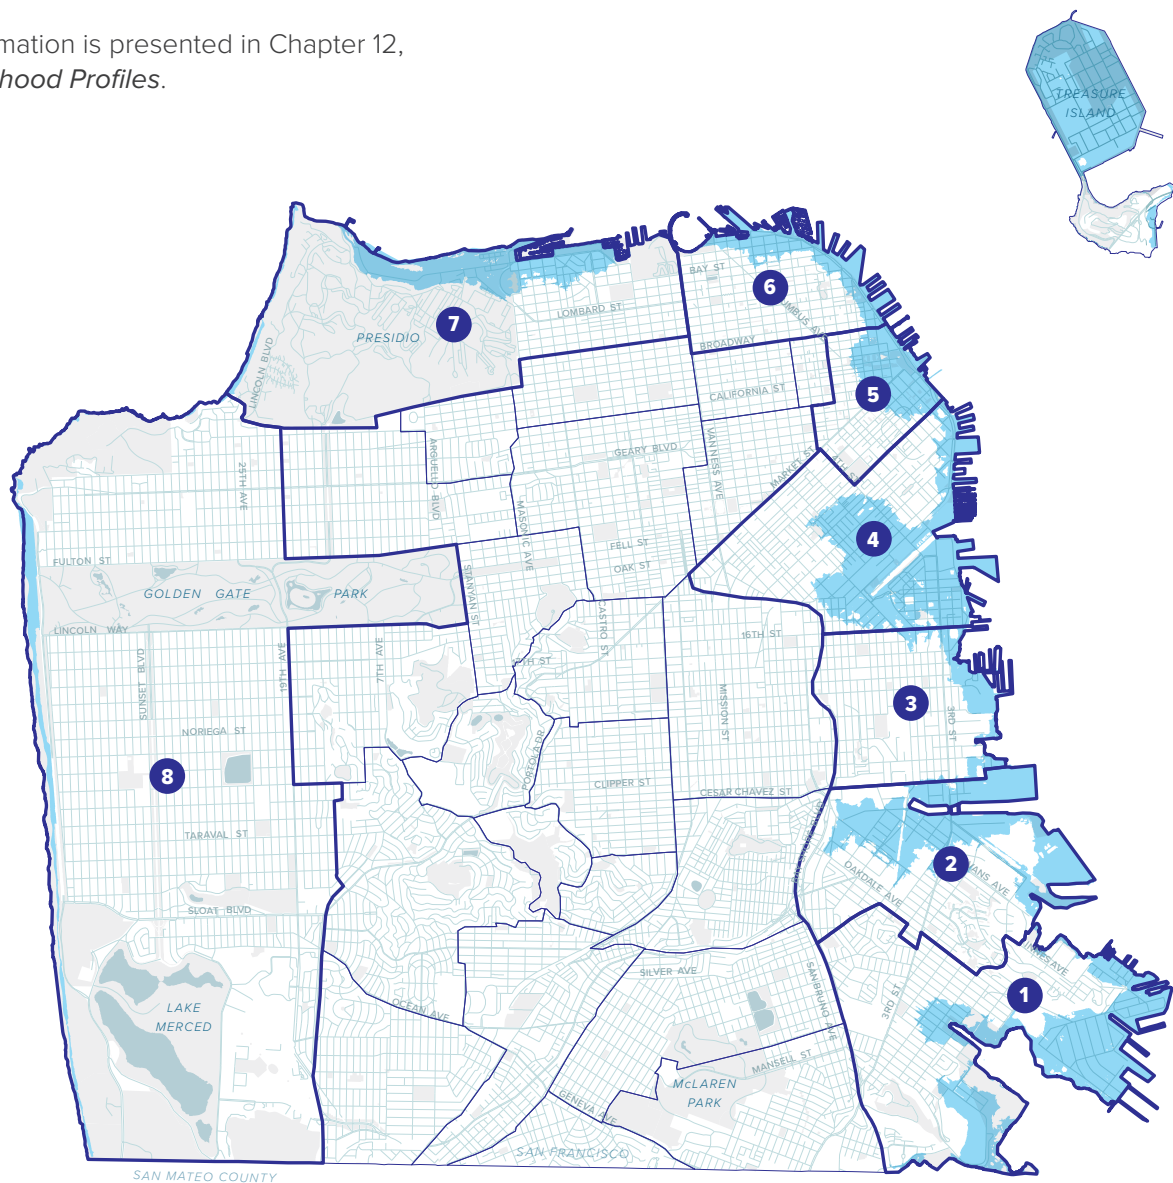 mation is presented in Chapter 12,
hood Profiles.
TREASURE
ISLAND
BAY ST
6
LOMBARD ST
7
PRESIDIO
BROADWAY
LINCOLN BLVD
5
CALIFORNIA ST
ARGUELLO BLVD
GEARY BLVD
VAN NESS AVE
MARKET ST
4TH ST
25TH AVE
MASONIC AVE
4
FELL ST
OAK ST
FULTON ST
GOLDEN GATE PARK
STANYAN ST
CASTRO ST
LINCOLN WAY
16TH ST
19TH AVE
7TH AVE
SUNSET BLVD
MISSION ST
3
3RD ST
NORIEGA ST
PORTOLA DR
8
CLIPPER ST
CESAR CHAVEZ ST
TARAVAL ST
2
OAKDALE AVE
SLOAT BLVD
SILVER AVE
SAN BRUNO AVE
3RD ST
1
LAKE
MERCED
OCEAN AVE
MANSELL ST
McLAREN
PARK
GENEVA AVE
SAN FRANCISCO
SAN MATEO COUNTY